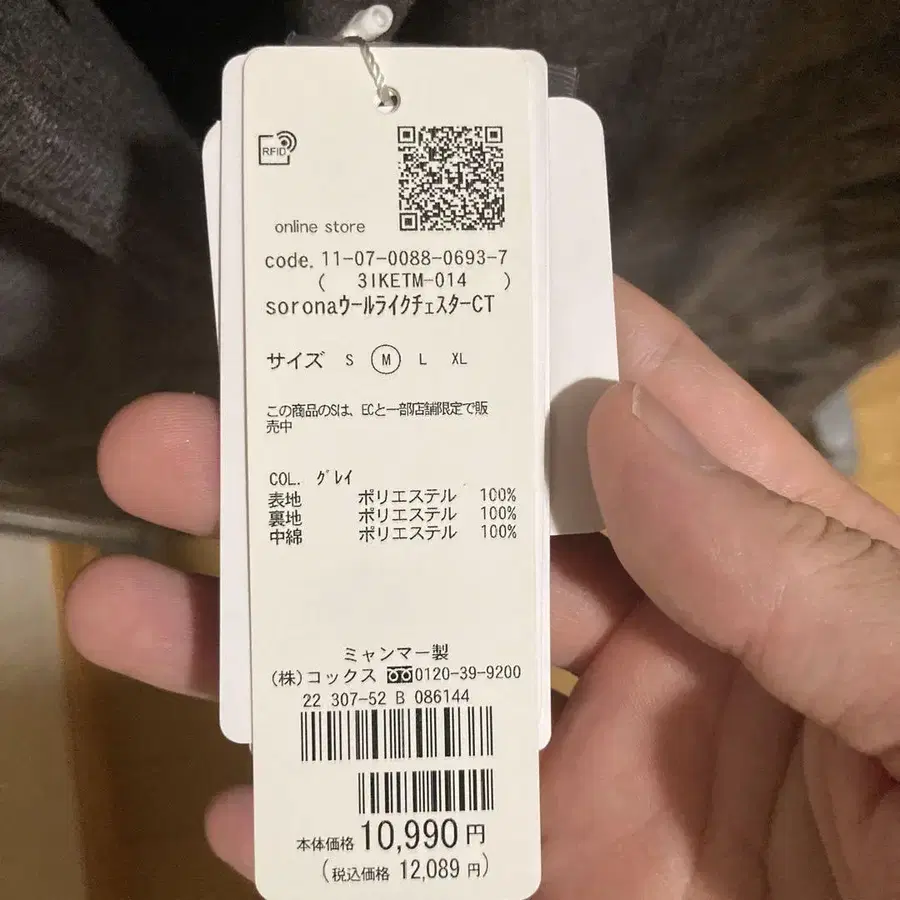 RFID
online store
code. 11-07-0088-0693-7
( 3IKETM-014 )
soronaウールライクチェスターCT
サイズ S M L XL
この商品のSは、ECと一部店舗限定で販
売中
COL. グレイ
表地 ポリエステル 100%
裏地 ポリエステル 100%
中綿 ポリエステル 100%
ミャンマー製
(株)コックス 0120-39-9200
22 307-52 B 086144
本体価格 10,990 円
(税込価格 12,089 円)